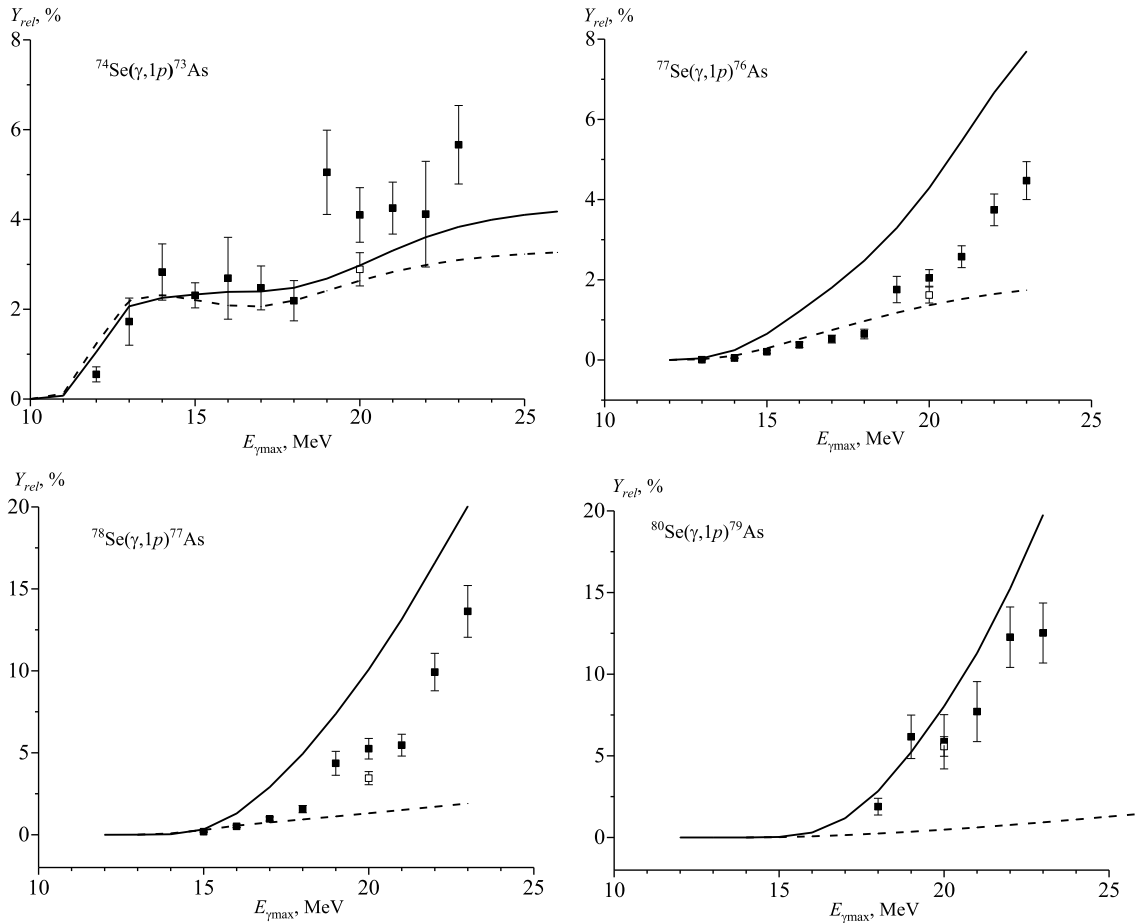 Y_rel, %
8
6
4
2
0
⁷⁴Se(γ,1p)⁷³As
10 15 20 25
E_γmax, MeV
Y_rel, %
8
6
4
2
0
⁷⁷Se(γ,1p)⁷⁶As
10 15 20 25
E_γmax, MeV
Y_rel, %
20
15
10
5
0
⁷⁸Se(γ,1p)⁷⁷As
10 15 20 25
E_γmax, MeV
Y_rel, %
20
15
10
5
0
⁸⁰Se(γ,1p)⁷⁹As
10 15 20 25
E_γmax, MeV